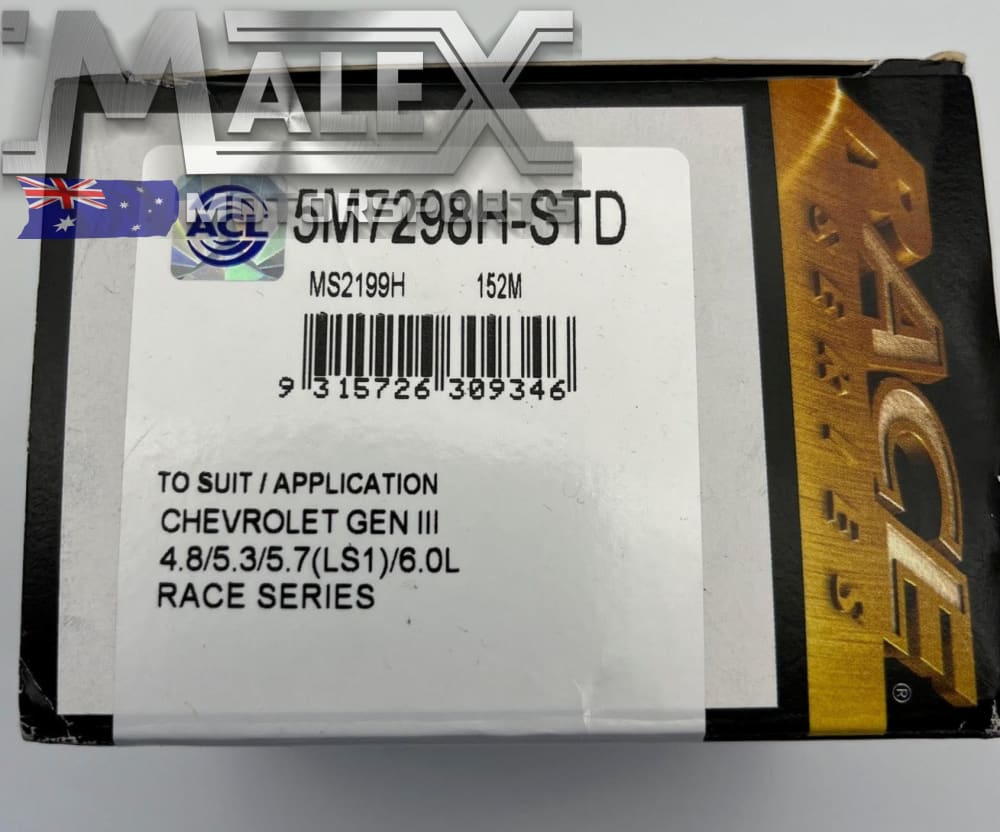 MALEX
MOTORSPORTS
ACL
5M7298H-STD
MS2199H 152M
9 315726 309346
TO SUIT / APPLICATION
CHEVROLET GEN III
4.8/5.3/5.7(LS1)/6.0L
RACE SERIES
RACE
SERIES
®